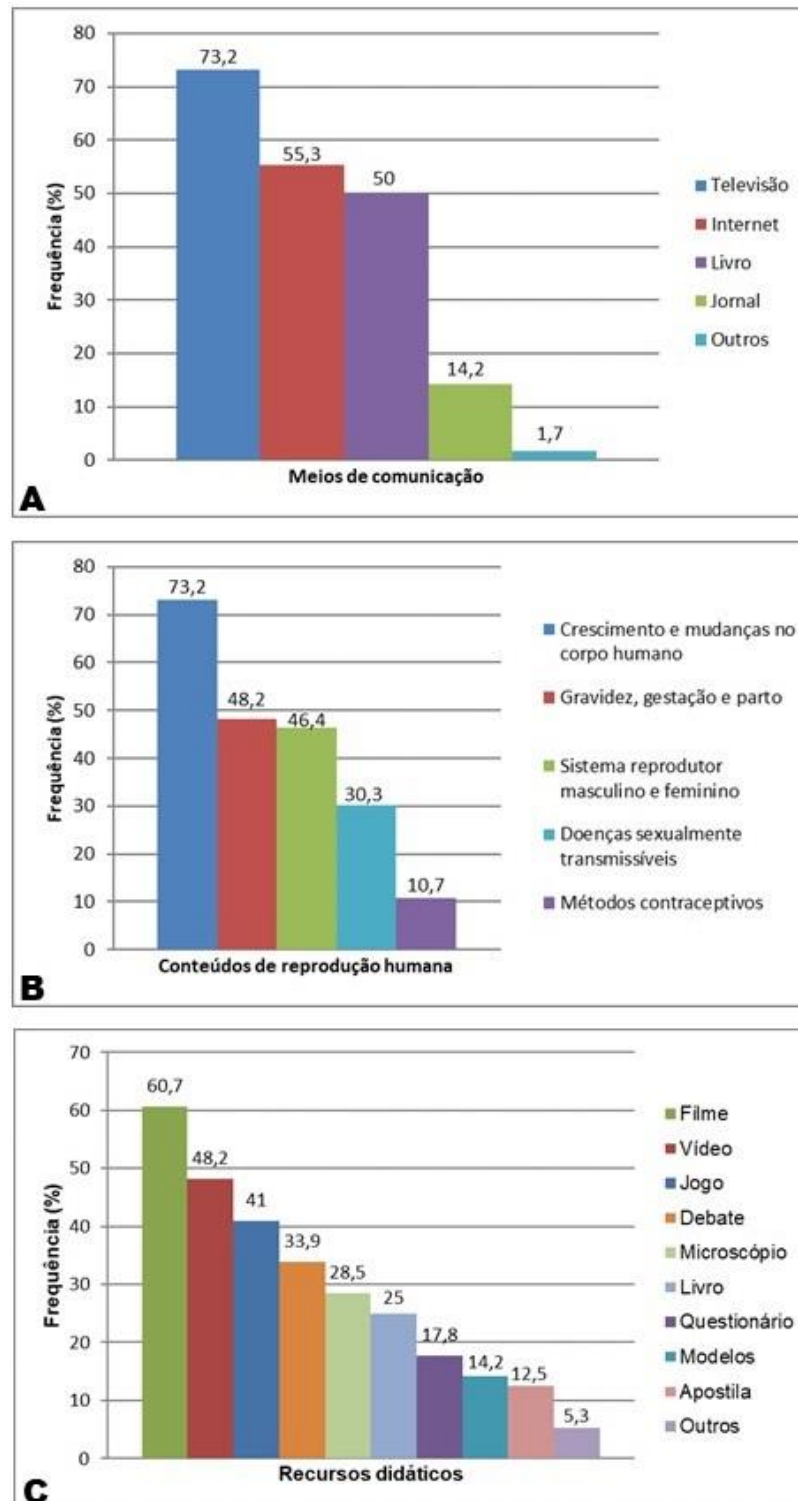 80
70
60
50
40
30
20
10
0
Frequência (%)
73,2
55,3
50
14,2
1,7
Meios de comunicação
Televisão
Internet
Livro
Jornal
Outros
A
80
70
60
50
40
30
20
10
0
Frequência (%)
73,2
48,2
46,4
30,3
10,7
Conteúdos de reprodução humana
Crescimento e mudanças no
corpo humano
Gravidez, gestação e parto
Sistema reprodutor
masculino e feminino
Doenças sexualmente
transmissíveis
Métodos contraceptivos
B
70
60
50
40
30
20
10
0
Frequência (%)
60,7
48,2
41
33,9
28,5
25
17,8
14,2
12,5
5,3
Recursos didáticos
Filme
Vídeo
Jogo
Debate
Microscópio
Livro
Questionário
Modelos
Apostila
Outros
C